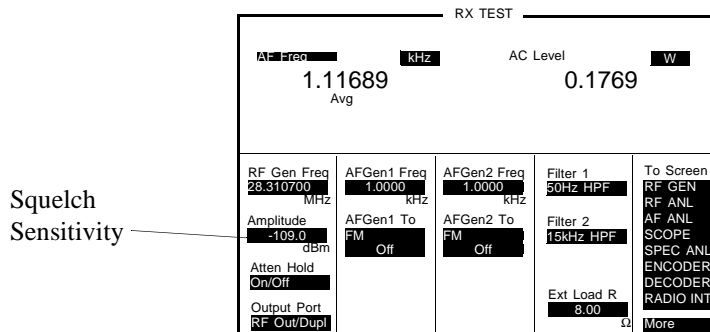 RX TEST
AF Freq kHz AC Level W
1.11689 0.1769
Avg
RF Gen Freq AFGen1 Freq AFGen2 Freq Filter 1 To Screen
28.310700 1.0000 1.0000 50Hz HPF RF GEN
MHz kHz kHz RF ANL
Squelch
Sensitivity
Amplitude AFGen1 To AFGen2 To Filter 2 AF ANL
-109.0 FM FM 15kHz HPF SCOPE
dBm Off Off SPEC ANL
Atten Hold ENCODER
On/Off DECODER
Output Port Ext Load R RADIO INT
RF Out/Dupl 8.00
Ω More